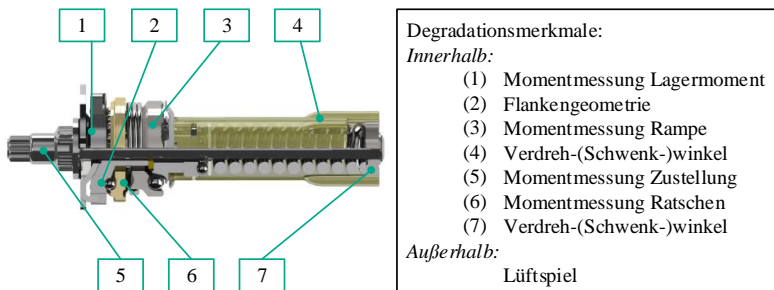 1
2
3
4
5
6
7
Degradationsmerkmale:
Innerhalb:
(1) Momentmessung Lagermoment
(2) Flankengeometrie
(3) Momentmessung Rampe
(4) Verdreh-(Schwenk-)winkel
(5) Momentmessung Zustellung
(6) Momentmessung Ratschen
(7) Verdreh-(Schwenk-)winkel
Außerhalb:
Lüftspiel